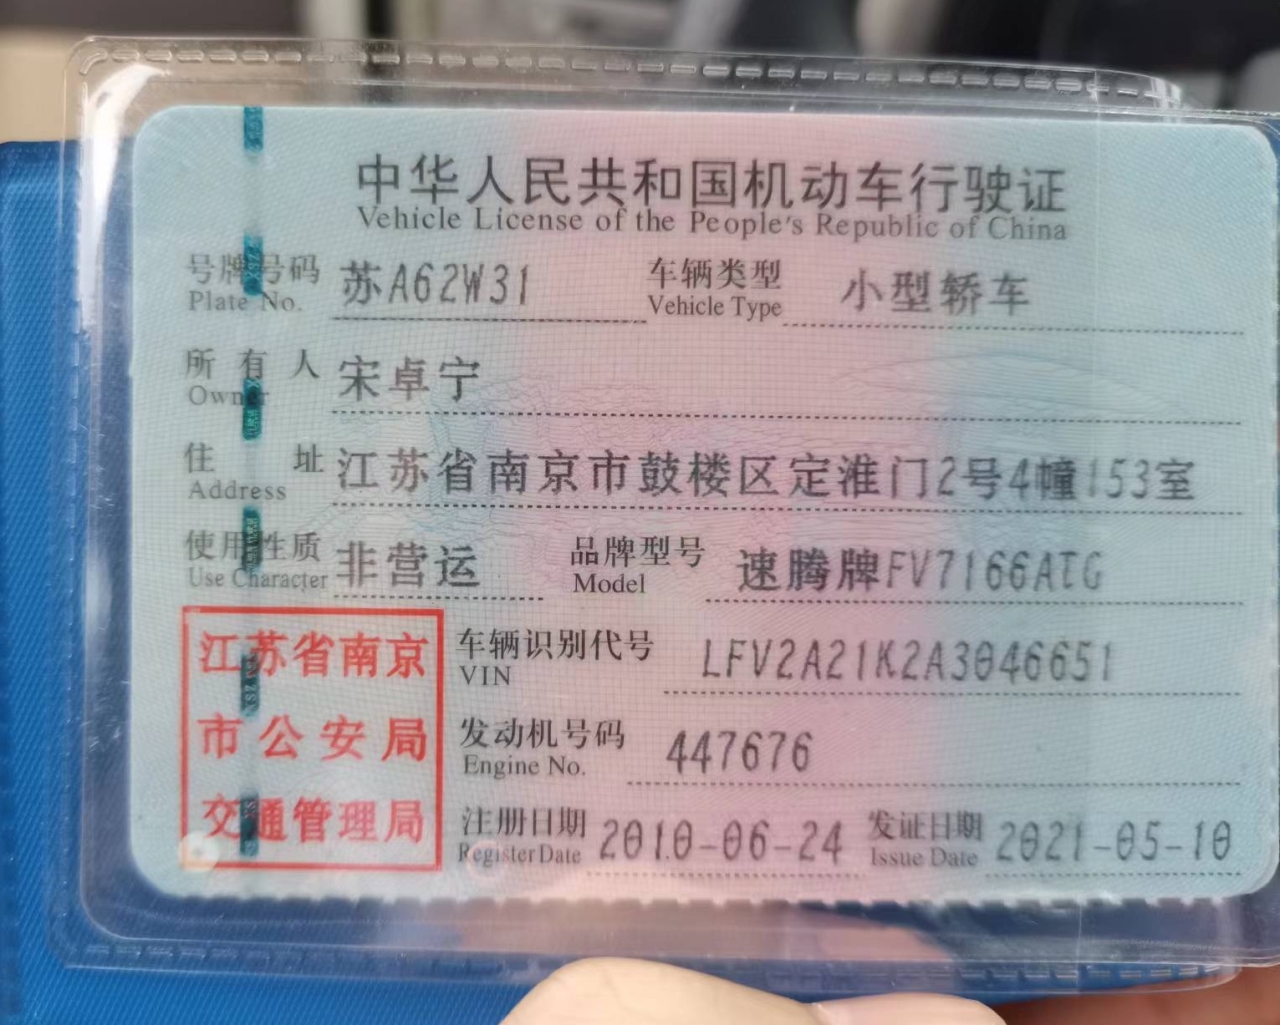 中华人民共和国机动车行驶证
Vehicle License of the People's Republic of China
号牌号码 苏A62W31 车辆类型 小型轿车
Plate No. Vehicle Type
所有人 宋卓宁
Owner
住址 江苏省南京市鼓楼区定淮门2号4幢153室
Address
使用性质 非营运 品牌型号 速腾牌FV7166ATG
Use Character Model
江苏省南京
市公安局
交通管理局
车辆识别代号 LFV2A21K2A3046651
VIN
发动机号码 447676
Engine No.
注册日期 2010-06-24 发证日期 2021-05-10
Register Date Issue Date